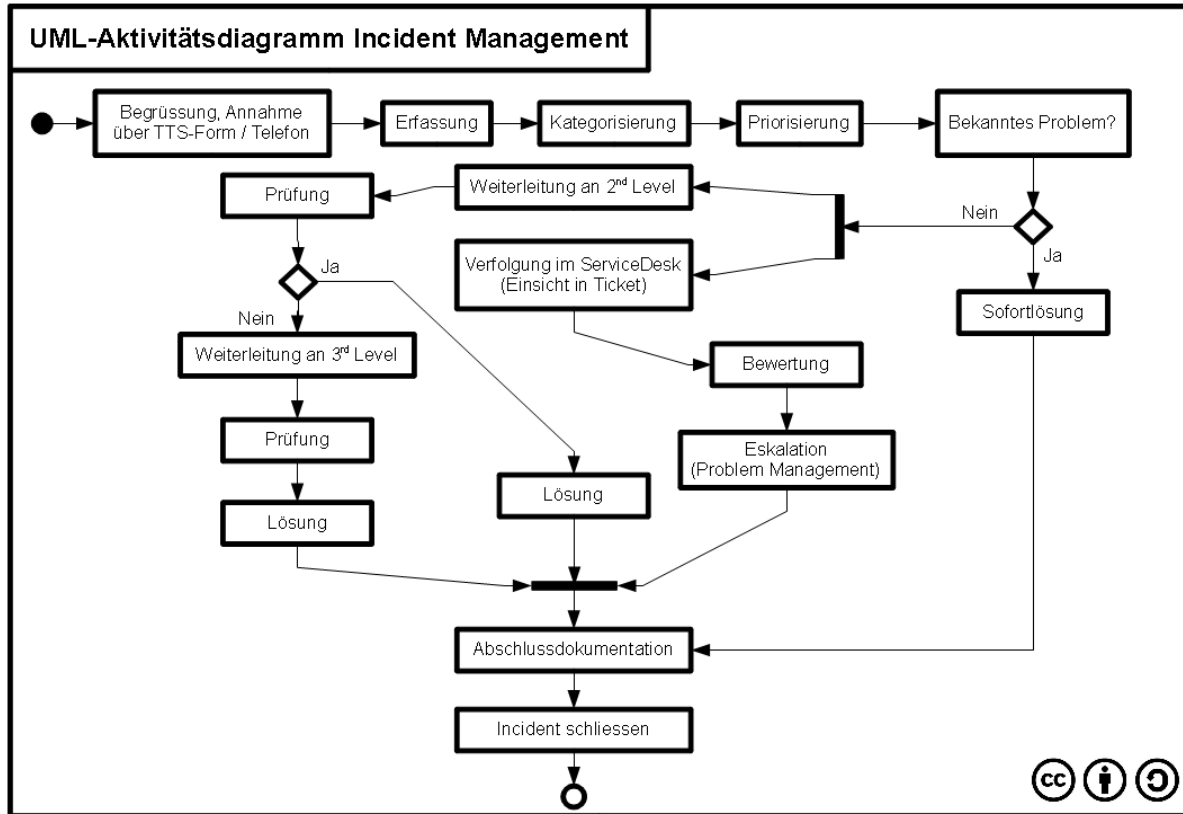 UML-Aktivitätsdiagramm Incident Management
Begrüssung, Annahme
über TTS-Form / Telefon
Erfassung
Kategorisierung
Priorisierung
Bekanntes Problem?
Prüfung
Weiterleitung an 2nd Level
Nein
Ja
Verfolgung im ServiceDesk
(Einsicht in Ticket)
Ja
Sofortlösung
Nein
Weiterleitung an 3rd Level
Bewertung
Prüfung
Eskalation
(Problem Management)
Lösung
Lösung
Abschlussdokumentation
Incident schliessen
cc